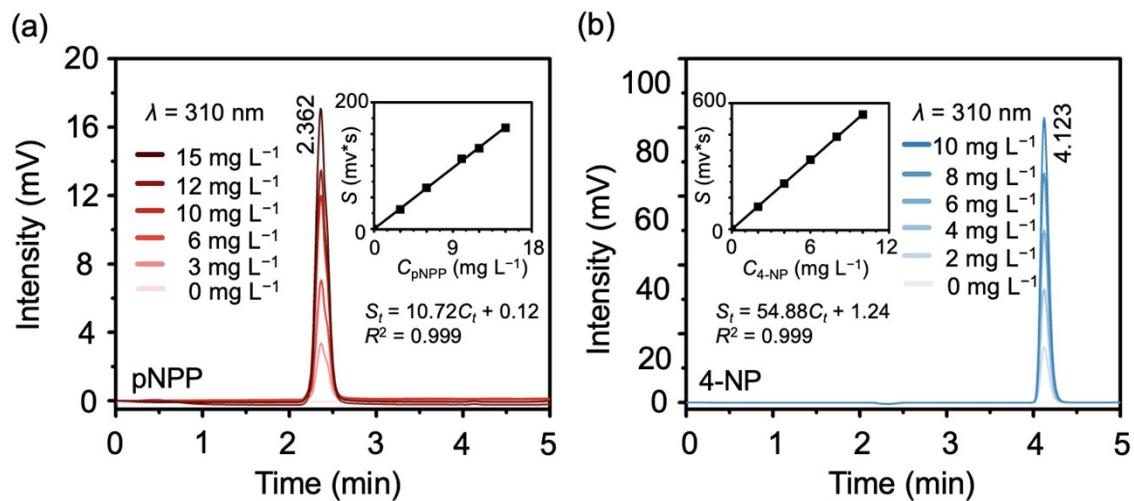 (a)
20
16
12
8
4
0
Intensity (mV)
λ = 310 nm
15 mg L⁻¹
12 mg L⁻¹
10 mg L⁻¹
6 mg L⁻¹
3 mg L⁻¹
0 mg L⁻¹
2.362
200
0
S (mv*s)
0 9 18
C_pNPP (mg L⁻¹)
S_t = 10.72C_t + 0.12
R² = 0.999
pNPP
0 1 2 3 4 5
Time (min)
(b)
100
80
60
40
20
0
Intensity (mV)
600
0
S (mv*s)
0 6 12
C_4-NP (mg L⁻¹)
S_t = 54.88C_t + 1.24
R² = 0.999
λ = 310 nm
10 mg L⁻¹
8 mg L⁻¹
6 mg L⁻¹
4 mg L⁻¹
2 mg L⁻¹
0 mg L⁻¹
4.123
4-NP
0 1 2 3 4 5
Time (min)